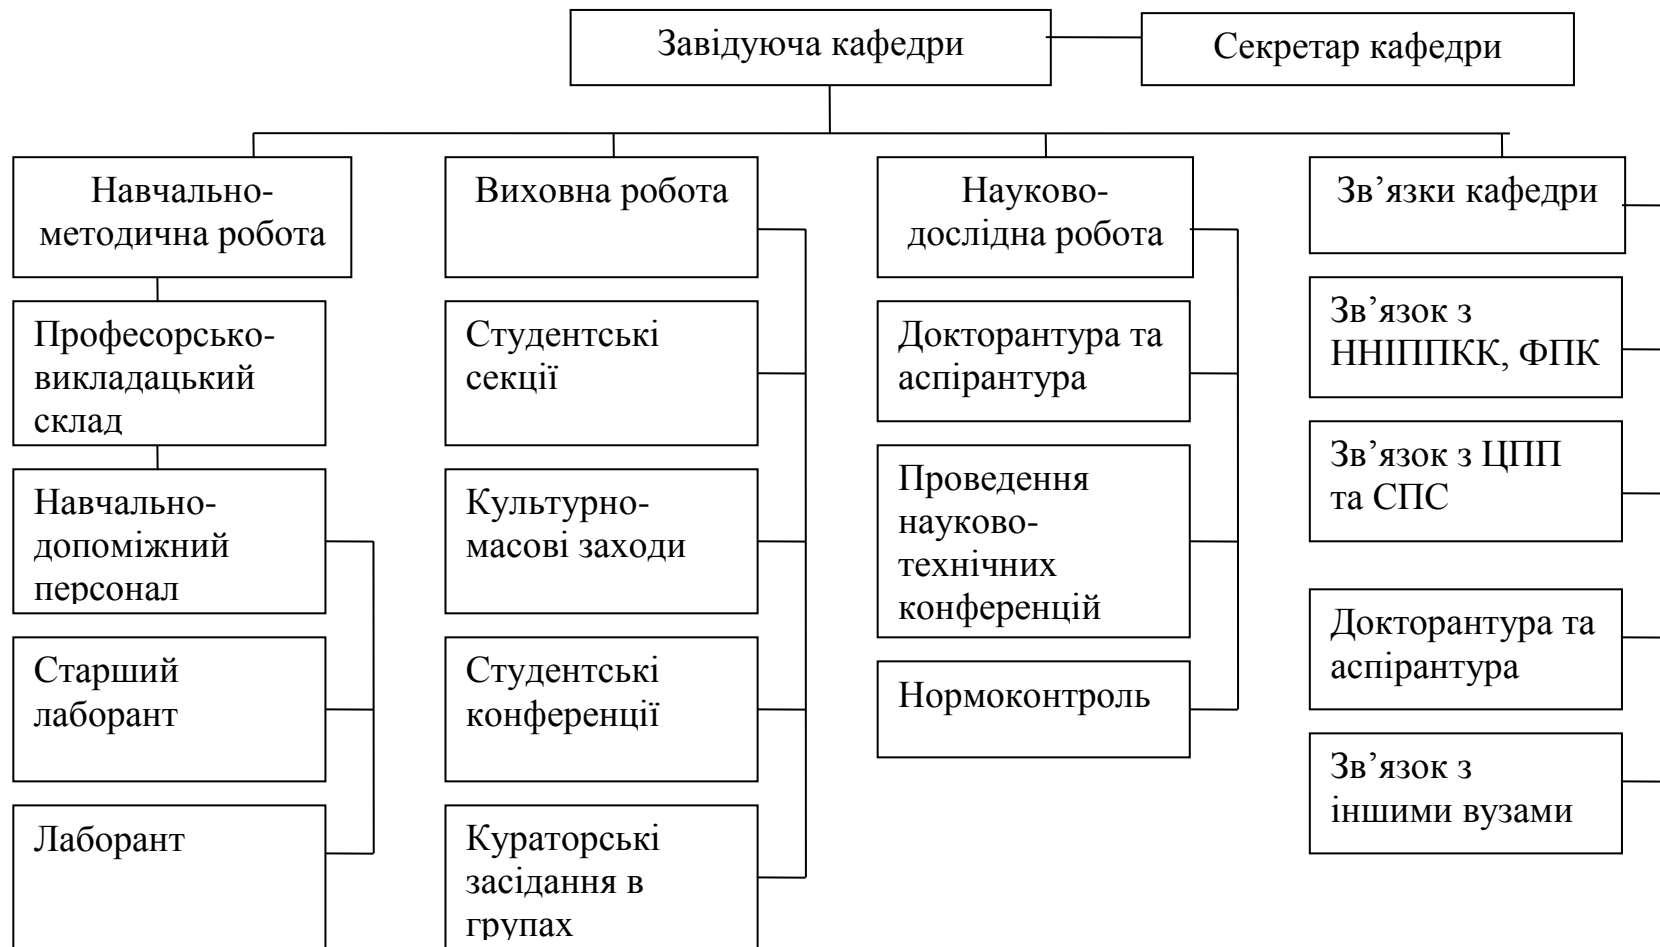 Завідуюча кафедри
Секретар кафедри
Навчально-
методична робота
Професорсько-
викладацький
склад
Навчально-
допоміжний
персонал
Старший
лаборант
Лаборант
Виховна робота
Студентські
секції
Культурно-
масові заходи
Студентські
конференції
Кураторські
засідання в
групах
Науково-
дослідна робота
Докторантура та
аспірантура
Проведення
науково-
технічних
конференцій
Нормоконтроль
Зв’язки кафедри
Зв’язок з
ННІППКК, ФПК
Зв’язок з ЦПП
та СПС
Докторантура та
аспірантура
Зв’язок з
іншими вузами